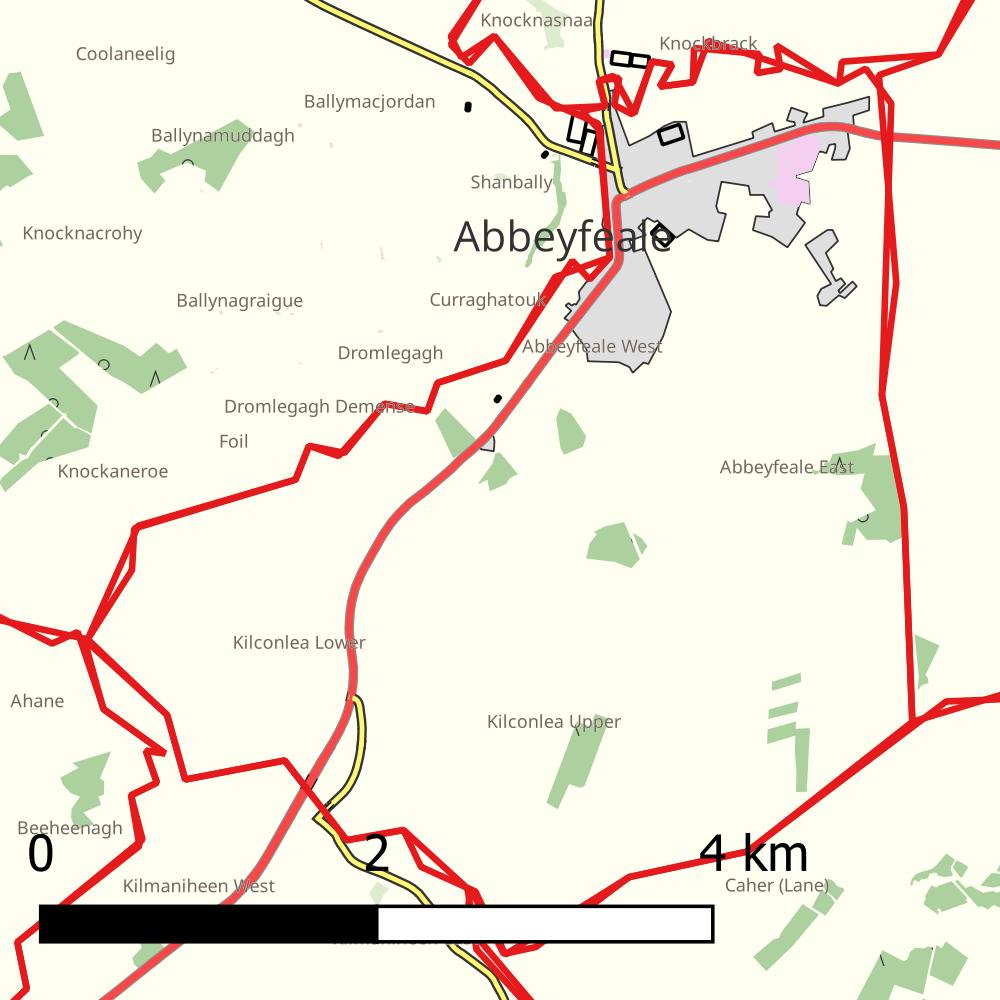 Knocknasnaa
Knockbrack
Coolaneelig
Ballymacjordan
Ballynamuddagh
Shanbally
Knocknacrohy
Abbeyfeale
Ballynagraigue
Curraghatouk
Abbeyfeale West
Dromlegagh
Dromlegagh Demense
Foil
Knockaneroe
Abbeyfeale East
Kilconlea Lower
Ahane
Kilconlea Upper
Beeheenagh
0 2 4 km
Kilmaniheen West
Caher (Lane)